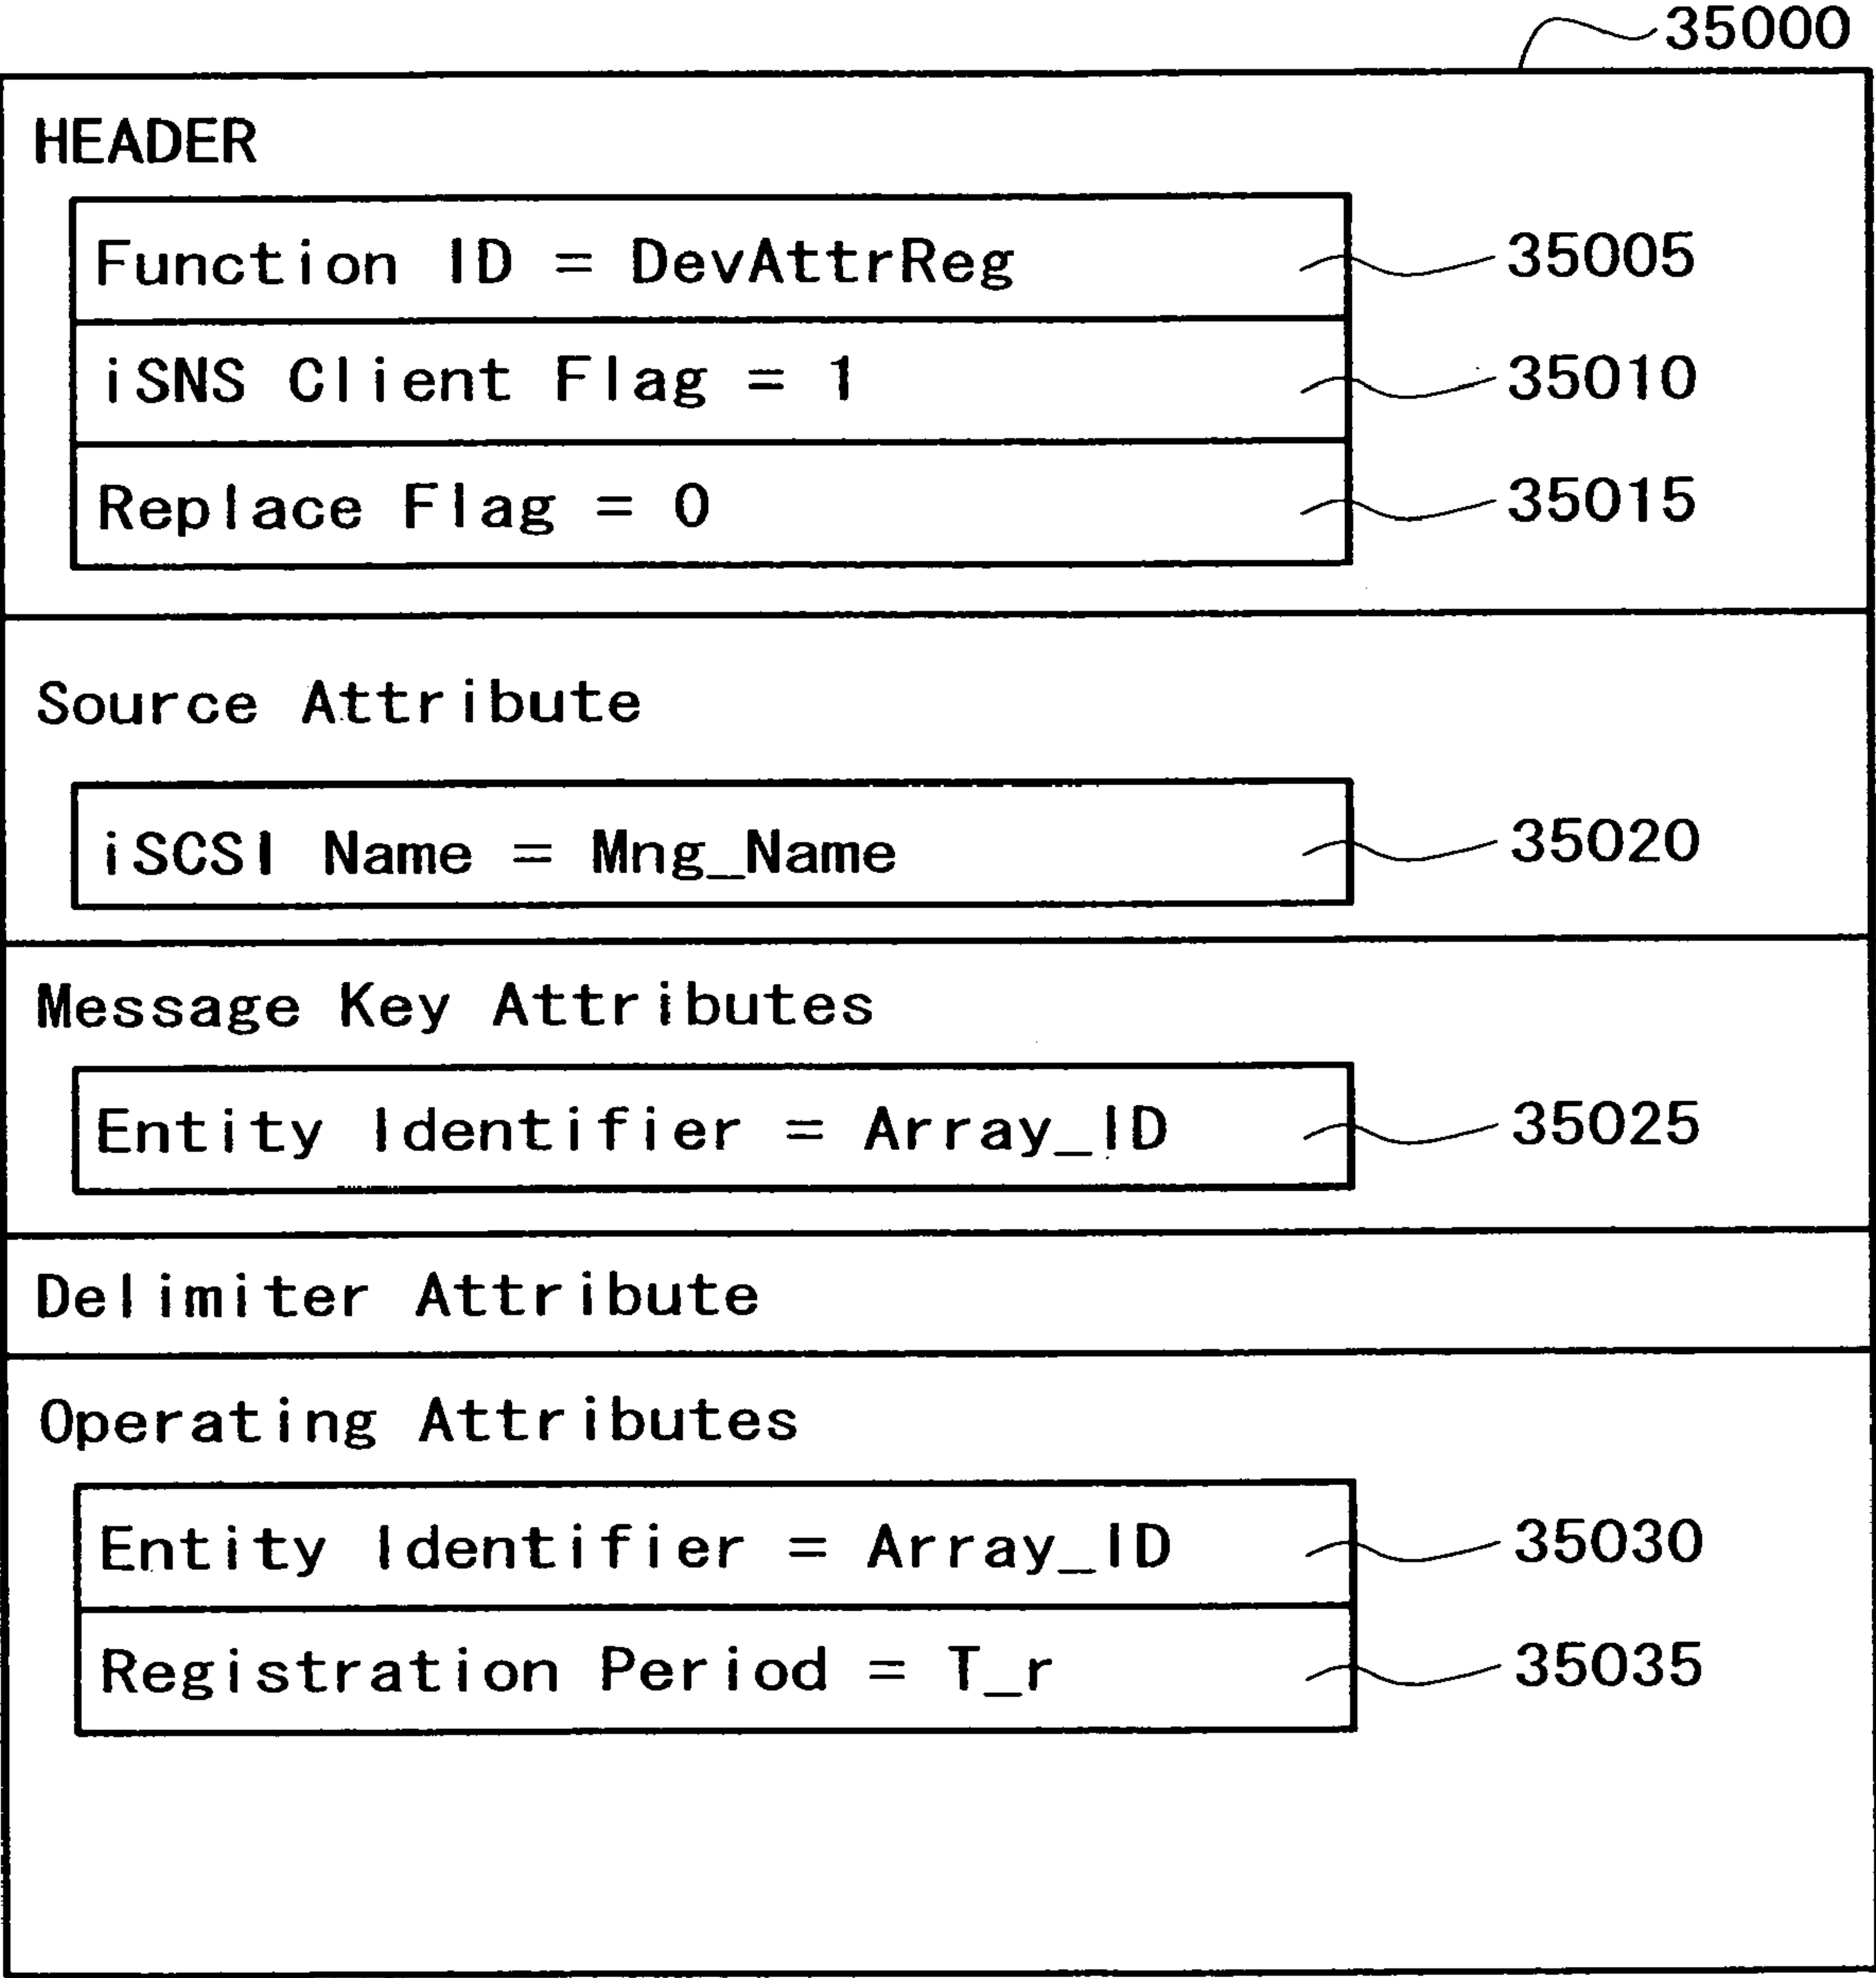 35000
HEADER
Function ID = DevAttrReg 35005
iSNS Client Flag = 1 35010
Replace Flag = 0 35015
Source Attribute
iSCSI Name = Mng_Name 35020
Message Key Attributes
Entity Identifier = Array_ID 35025
Delimiter Attribute
Operating Attributes
Entity Identifier = Array_ID 35030
Registration Period = T_r 35035